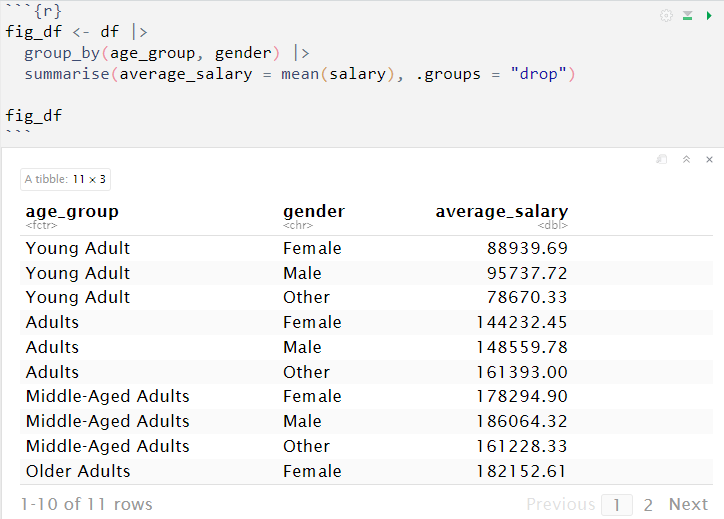 ```{r}
fig_df <- df |>
  group_by(age_group, gender) |>
  summarise(average_salary = mean(salary), .groups = "drop")
fig_df
```
A tibble: 11 × 3
age_group gender average_salary
<fctr> <chr> <dbl>
Young Adult Female 88939.69
Young Adult Male 95737.72
Young Adult Other 78670.33
Adults Female 144232.45
Adults Male 148559.78
Adults Other 161393.00
Middle-Aged Adults Female 178294.90
Middle-Aged Adults Male 186064.32
Middle-Aged Adults Other 161228.33
Older Adults Female 182152.61
1-10 of 11 rows Previous 1 2 Next